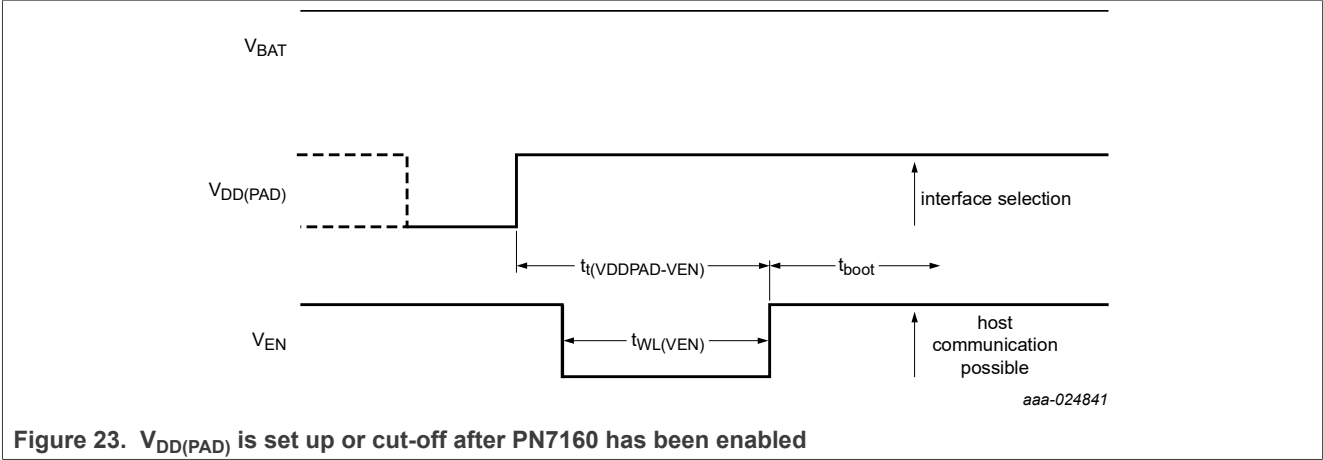 VBAT
VDD(PAD)
interface selection
tt(VDDPAD-VEN)
tboot
VEN
tWL(VEN)
host
communication
possible
aaa-024841
Figure 23. VDD(PAD) is set up or cut-off after PN7160 has been enabled